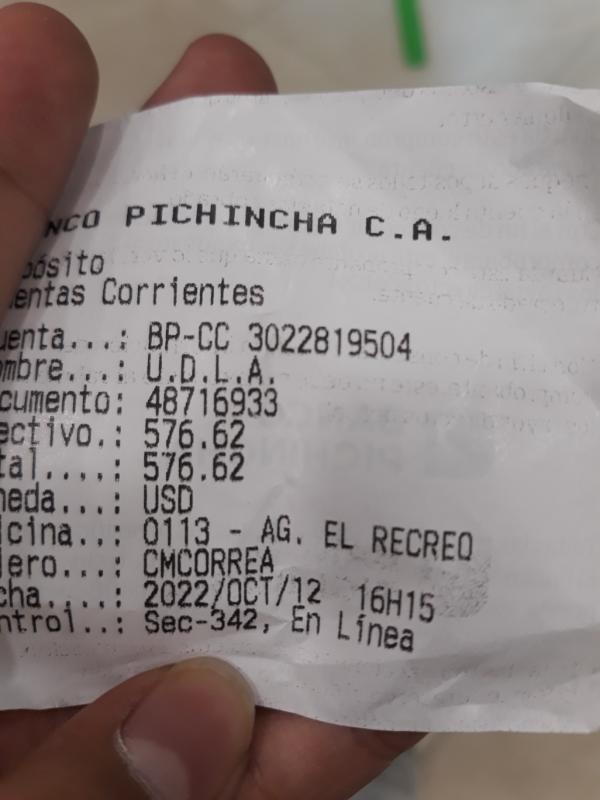 NCO PICHINCHA C.A.
pósito
entas Corrientes
uenta...: BP-CC 3022819504
ombre...: U.D.L.A.
cumento: 48716933
ectivo.: 576.62
tal....: 576.62
neda...: USD
icina..: 0113 - AG. EL RECREO
jero...: CMCORREA
cha....: 2022/OCT/12 16H15
ntrol..: Sec-342, En Línea